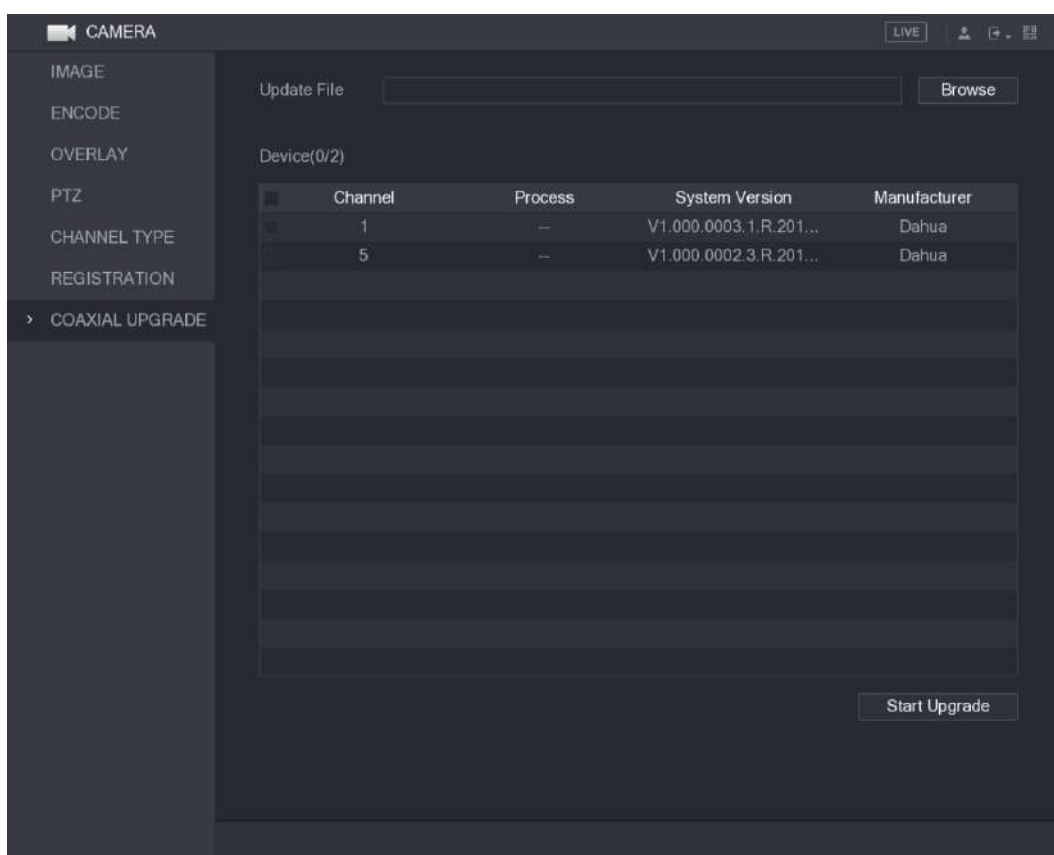 CAMERA LIVE
IMAGE
ENCODE
OVERLAY
PTZ
CHANNEL TYPE
REGISTRATION
> COAXIAL UPGRADE
Update File Browse
Device(0/2)
Channel Process System Version Manufacturer
1 -- V1.000.0003.1.R.201... Dahua
5 -- V1.000.0002.3.R.201... Dahua
Start Upgrade